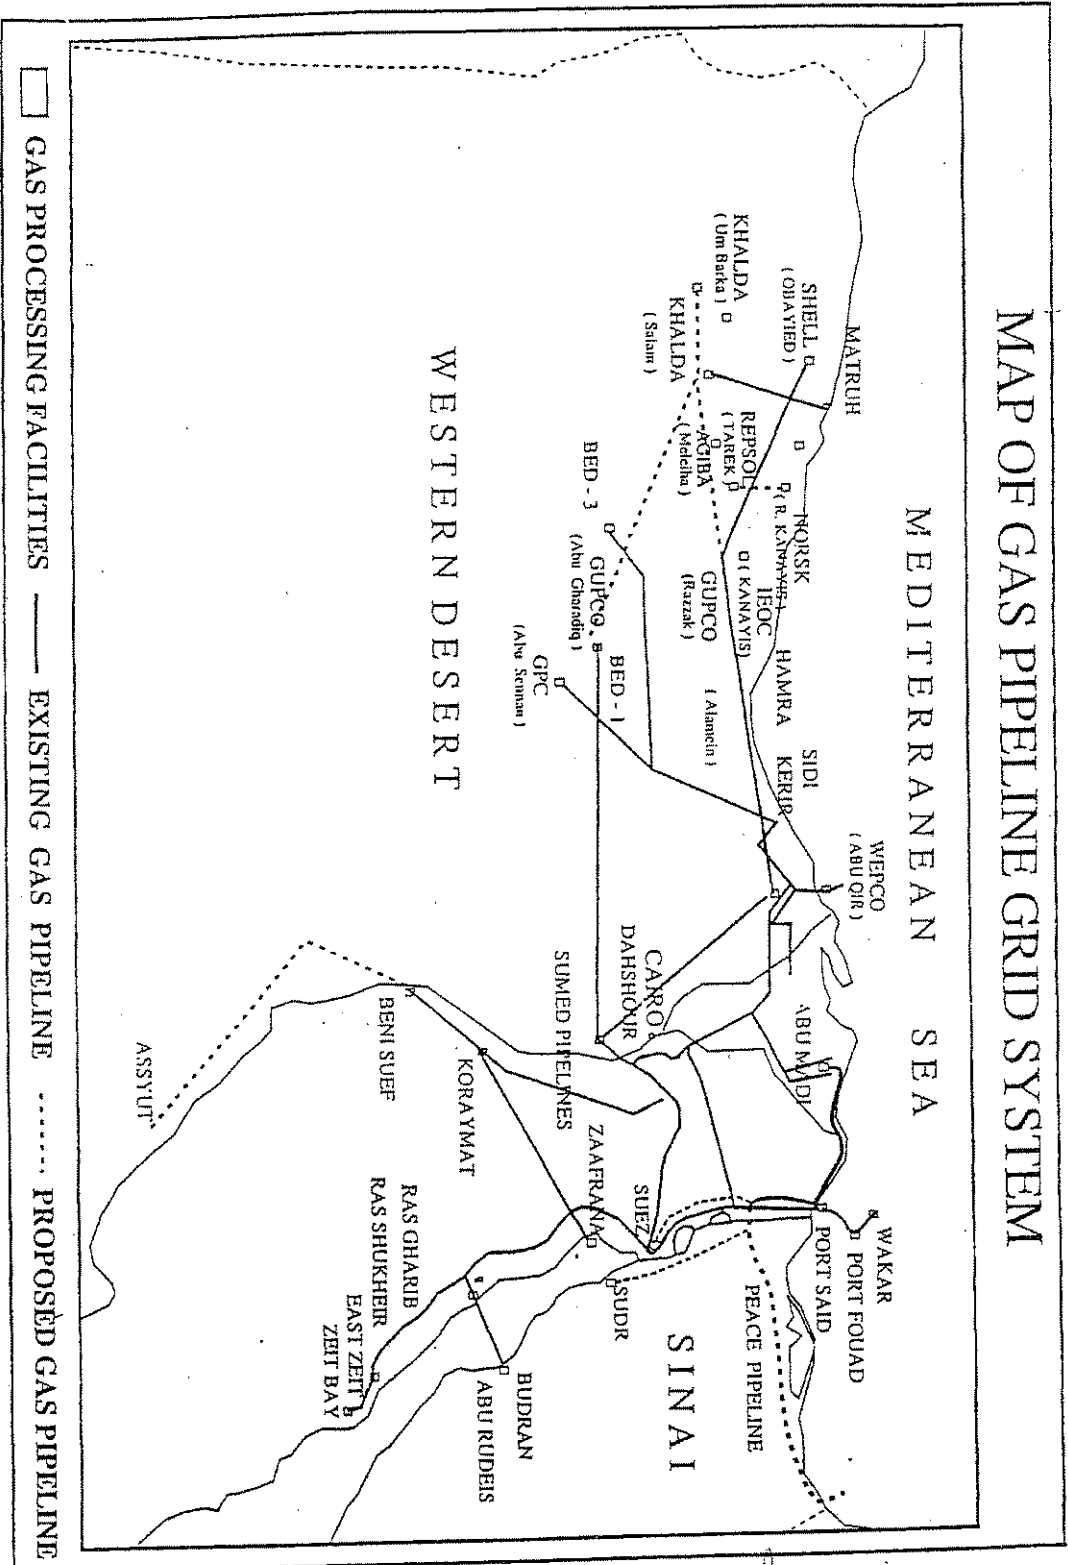 MAP OF GAS PIPELINE GRID SYSTEM
MEDITERRANEAN SEA
MATRUH
SHELL
( OBAYIED )
KHALDA
( Um Barka )
KHALDA
( Salam )
NORSK
( R. KANAYIS )
REPSOL
( TAREK )
AGIBA
( Meleiha )
IEOC
( KANAYIS )
GUPCO
(Razzak)
HAMRA
( Alamein )
SIDI
KERIR
WEPCO
( ABU QIR )
BED - 3
GUPCO
(Abu Gharadiq)
BED - 1
GPC
(Abu Sennan)
WESTERN DESERT
CAIRO
DAHSHOUR
SUMED PIPELINES
ABU MADI
WAKAR
PORT FOUAD
PORT SAID
PEACE PIPELINE
SINAI
SUEZ
SUDR
ZAAFRANA
KORAYMAT
BENI SUEF
ASSYUT
BUDRAN
ABU RUDEIS
RAS GHARIB
RAS SHUKHEIR
EAST ZEIT
ZEIT BAY
GAS PROCESSING FACILITIES EXISTING GAS PIPELINE PROPOSED GAS PIPELINE